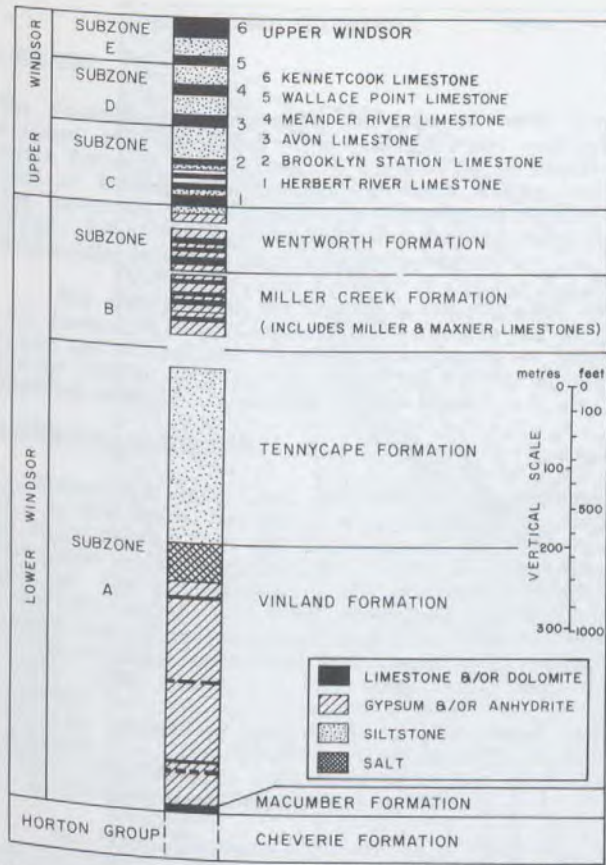 UPPER WINDSOR
LOWER WINDSOR
SUBZONE
E
SUBZONE
D
SUBZONE
C
SUBZONE
B
SUBZONE
A
HORTON GROUP
6
5
4
3
2
1
UPPER WINDSOR
6 KENNETCOOK LIMESTONE
5 WALLACE POINT LIMESTONE
4 MEANDER RIVER LIMESTONE
3 AVON LIMESTONE
2 BROOKLYN STATION LIMESTONE
1 HERBERT RIVER LIMESTONE
WENTWORTH FORMATION
MILLER CREEK FORMATION
(INCLUDES MILLER & MAXNER LIMESTONES)
TENNYCAPE FORMATION
VINLAND FORMATION
MACUMBER FORMATION
CHEVERIE FORMATION
metres feet
0 0
100
100
500
200
300 1000
VERTICAL SCALE
LIMESTONE &/OR DOLOMITE
GYPSUM &/OR ANHYDRITE
SILTSTONE
SALT